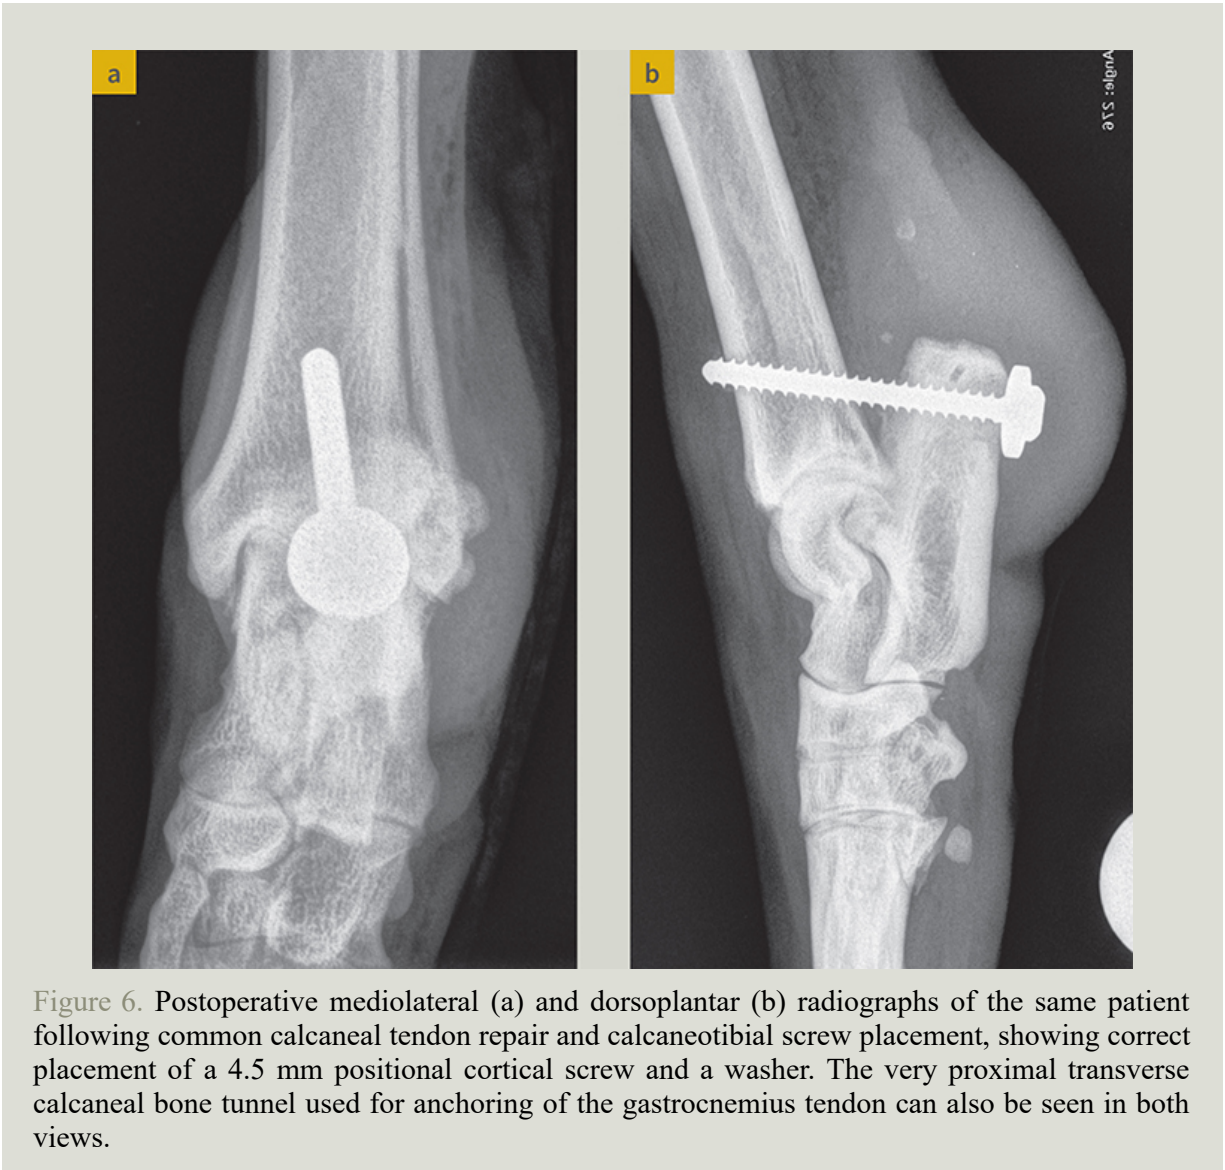 a
b
Angle: 276
Figure 6. Postoperative mediolateral (a) and dorsoplantar (b) radiographs of the same patient
following common calcaneal tendon repair and calcaneotibial screw placement, showing correct
placement of a 4.5 mm positional cortical screw and a washer. The very proximal transverse
calcaneal bone tunnel used for anchoring of the gastrocnemius tendon can also be seen in both
views.